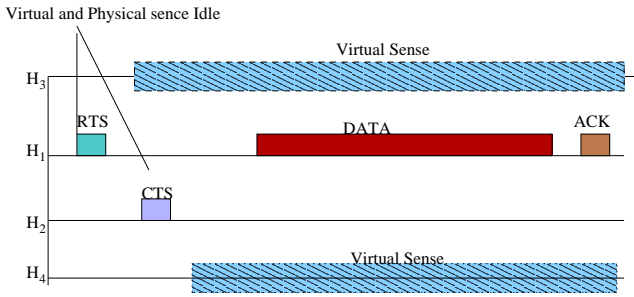 Virtual and Physical sence Idle
Virtual Sense
H3
RTS
DATA
ACK
H1
CTS
H2
Virtual Sense
H4